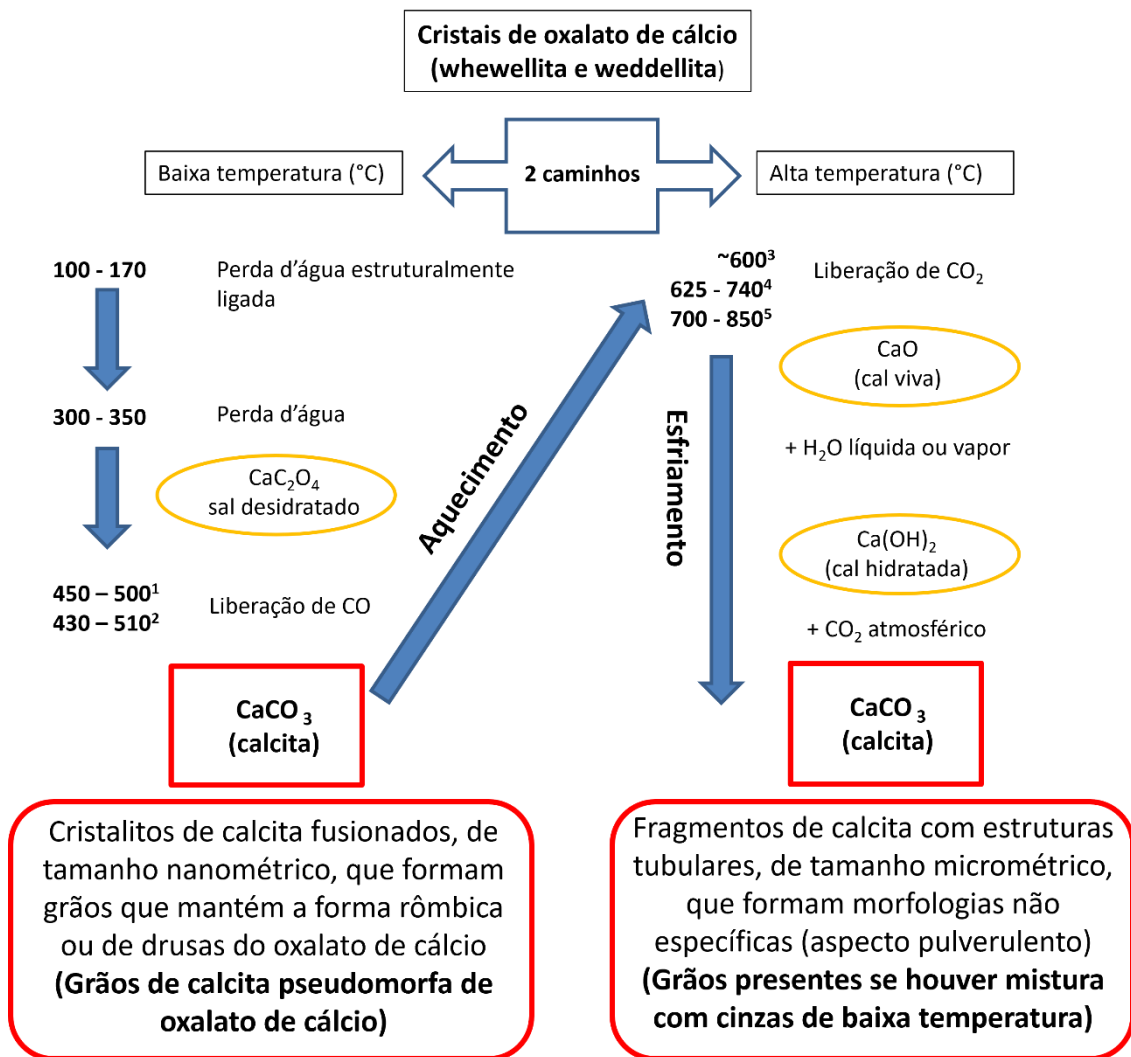 Cristais de oxalato de cálcio
(whewellita e weddellita)
Baixa temperatura (°C)
2 caminhos
Alta temperatura (°C)
100 - 170
Perda d’água estruturalmente
ligada
300 - 350
Perda d’água
CaC₂O₄
sal desidratado
450 – 500¹
430 – 510²
Liberação de CO
CaCO₃
(calcita)
Cristalitos de calcita fusionados, de
tamanho nanométrico, que formam
grãos que mantém a forma rômbica
ou de drusas do oxalato de cálcio
(Grãos de calcita pseudomorfa de
oxalato de cálcio)
Aquecimento
~600³
625 - 740⁴
700 - 850⁵
Liberação de CO₂
CaO
(cal viva)
Esfriamento
+ H₂O líquida ou vapor
Ca(OH)₂
(cal hidratada)
+ CO₂ atmosférico
CaCO₃
(calcita)
Fragmentos de calcita com estruturas
tubulares, de tamanho micrométrico,
que formam morfologias não
específicas (aspecto pulverulento)
(Grãos presentes se houver mistura
com cinzas de baixa temperatura)